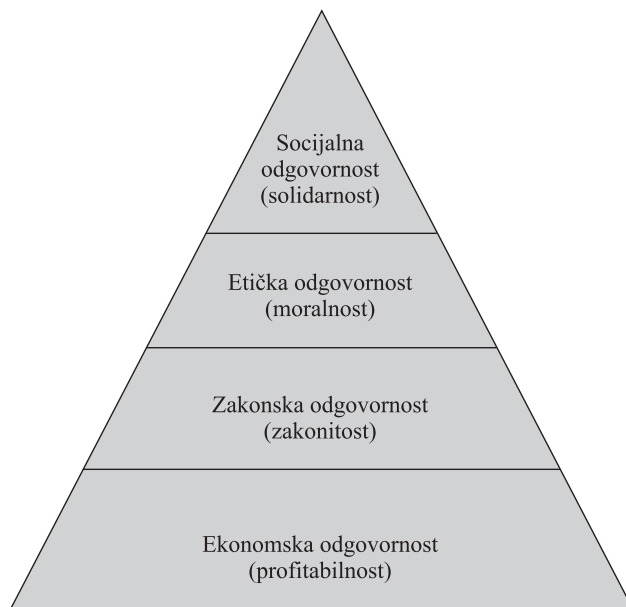 Socijalna
odgovornost
(solidarnost)
Etička odgovornost
(moralnost)
Zakonska odgovornost
(zakonitost)
Ekonomska odgovornost
(profitabilnost)